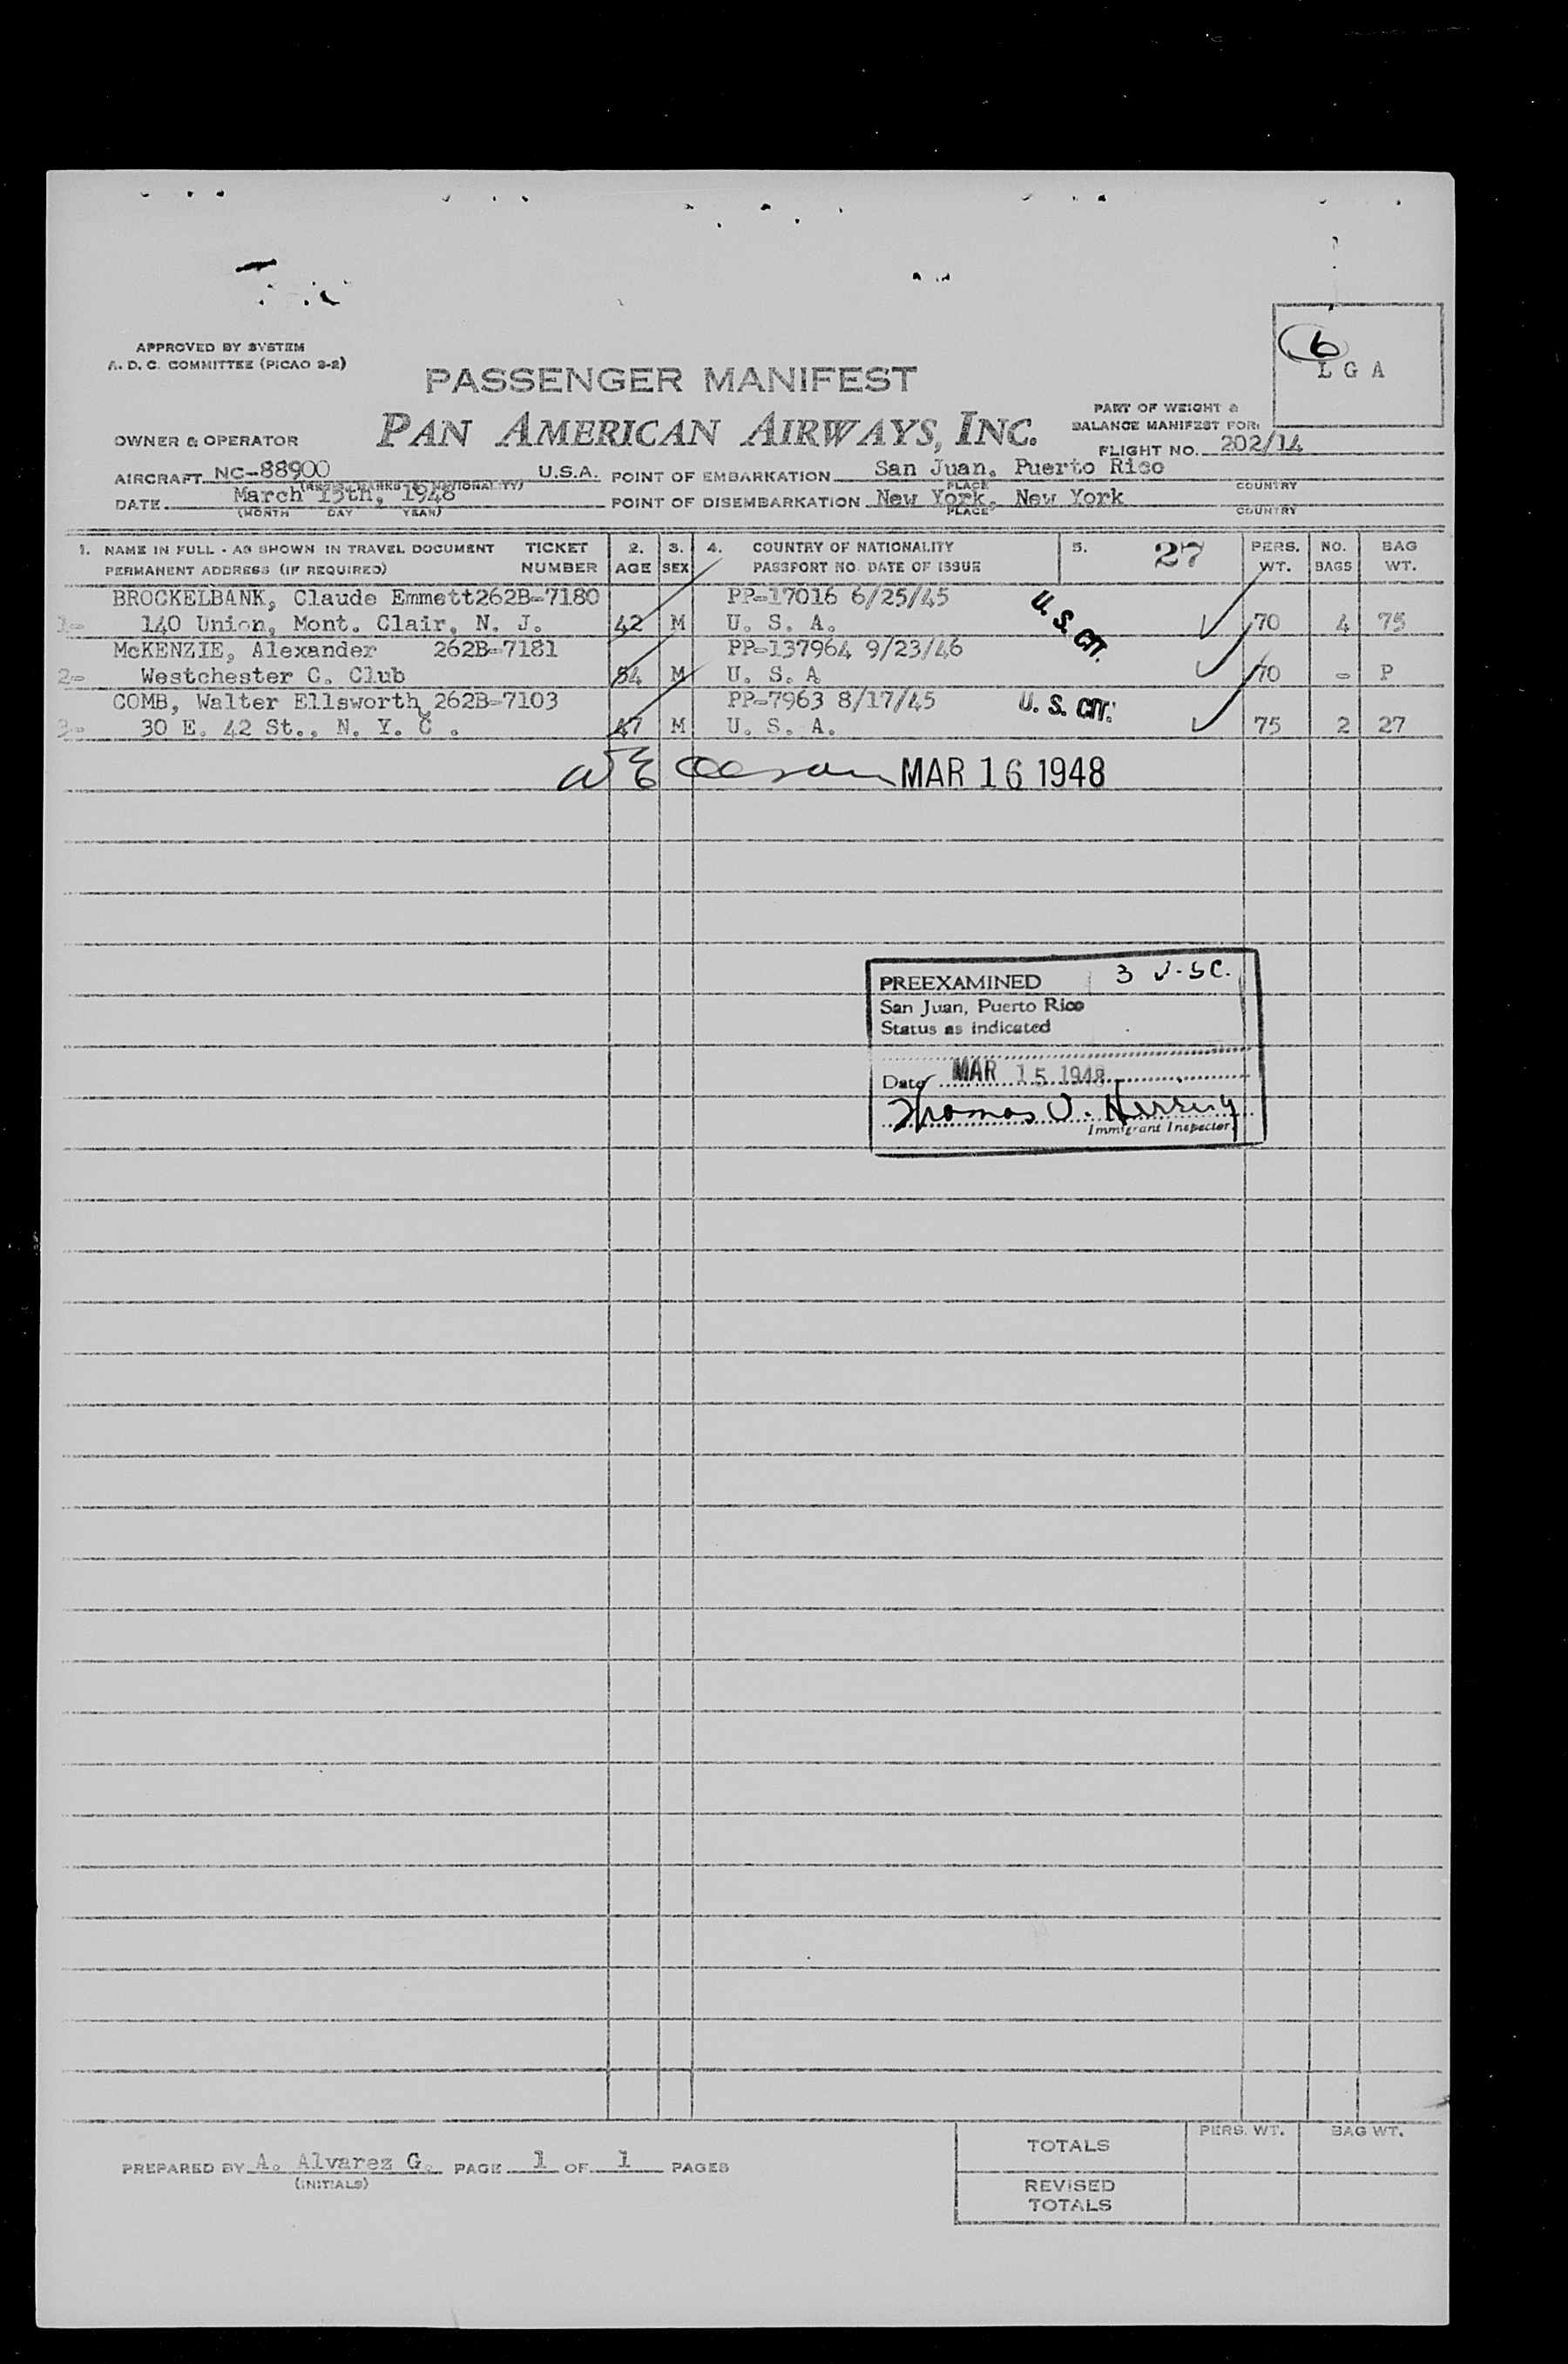 6
L G A
APPROVED BY SYSTEM
A. D. C. COMMITTEE (PICAO 3-2)
PASSENGER MANIFEST
PAN AMERICAN AIRWAYS, INC.
PART OF WEIGHT &
BALANCE MANIFEST FOR:
OWNER & OPERATOR
FLIGHT NO. 202/14
AIRCRAFT NC-88900 U.S.A. POINT OF EMBARKATION San Juan, Puerto Rico
PLACE COUNTRY
DATE March 15th, 1948 POINT OF DISEMBARKATION New York, New York
(MONTH DAY YEAR) PLACE COUNTRY
1. NAME IN FULL - AS SHOWN IN TRAVEL DOCUMENT TICKET 2. 3. 4. COUNTRY OF NATIONALITY 5. 27 PERS. NO. BAG
PERMANENT ADDRESS (IF REQUIRED) NUMBER AGE SEX PASSPORT NO. DATE OF ISSUE WT. BAGS WT.
BROCKELBANK, Claude Emmett262B-7180 PP-17016 6/25/45
1- 140 Union, Mont. Clair, N. J. 42 M U. S. A. U. S. CIT. 70 4 75
McKENZIE, Alexander 262B-7181 PP-137964 9/23/46
2- Westchester C. Club 54 M U. S. A 70 - P
COMB, Walter Ellsworth 262B-7103 PP-7963 8/17/45 U. S. CIT.
3- 30 E. 42 St., N. Y. C . 47 M U. S. A. 75 2 27
MAR 16 1948
PREEXAMINED 3
San Juan, Puerto Rico
Status as indicated
Date MAR 15 1948
Thomas
Immigrant Inspector
TOTALS PERS. WT. BAG WT.
PREPARED BY A. Alvarez G. PAGE 1 OF 1 PAGES
(INITIALS)
REVISED
TOTALS